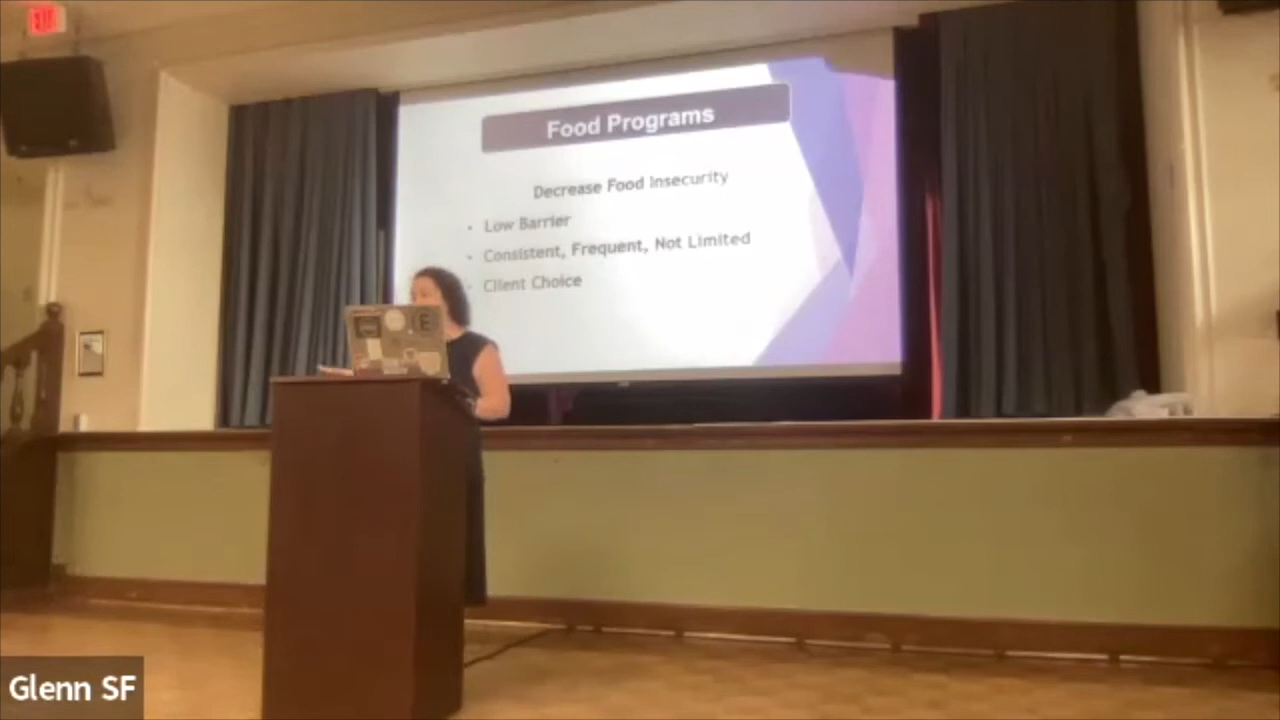 EXIT
Food Programs
Decrease Food Insecurity
• Low Barrier
• Consistent, Frequent, Not Limited
• Client Choice
E
Glenn SF